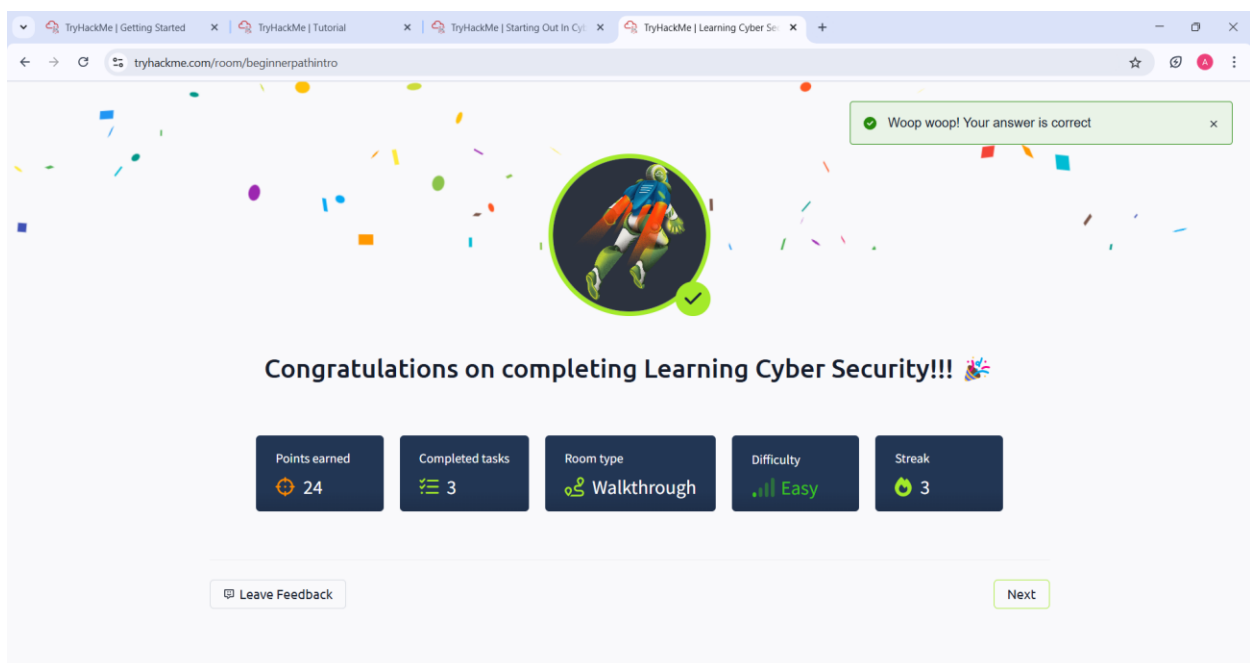 TryHackMe | Getting Started
TryHackMe | Tutorial
TryHackMe | Starting Out In Cyb
TryHackMe | Learning Cyber Sec
tryhackme.com/room/beginnerpathintro
A
Woop woop! Your answer is correct
Congratulations on completing Learning Cyber Security!!! 🎉
Points earned
24
Completed tasks
3
Room type
Walkthrough
Difficulty
Easy
Streak
3
Leave Feedback
Next